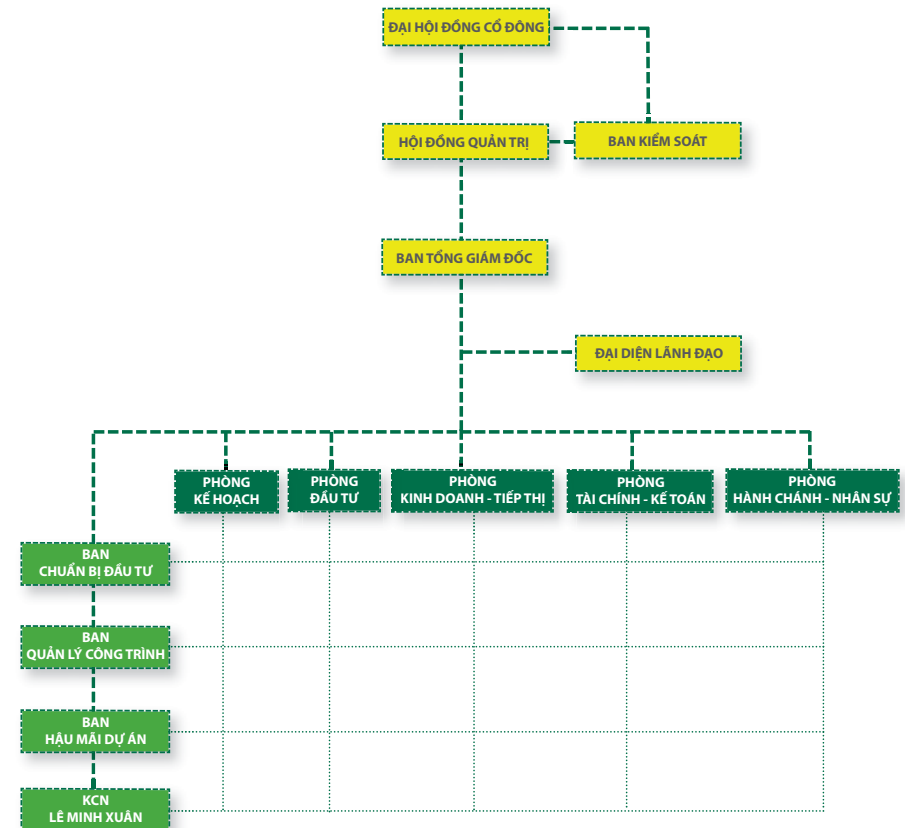 ĐẠI HỘI ĐỒNG CỔ ĐÔNG
HỘI ĐỒNG QUẢN TRỊ
BAN KIỂM SOÁT
BAN TỔNG GIÁM ĐỐC
ĐẠI DIỆN LÃNH ĐẠO
PHÒNG
KẾ HOẠCH
PHÒNG
ĐẦU TƯ
PHÒNG
KINH DOANH - TIẾP THỊ
PHÒNG
TÀI CHÍNH - KẾ TOÁN
PHÒNG
HÀNH CHÁNH - NHÂN SỰ
BAN
CHUẨN BỊ ĐẦU TƯ
BAN
QUẢN LÝ CÔNG TRÌNH
BAN
HẬU MÃI DỰ ÁN
KCN
LÊ MINH XUÂN